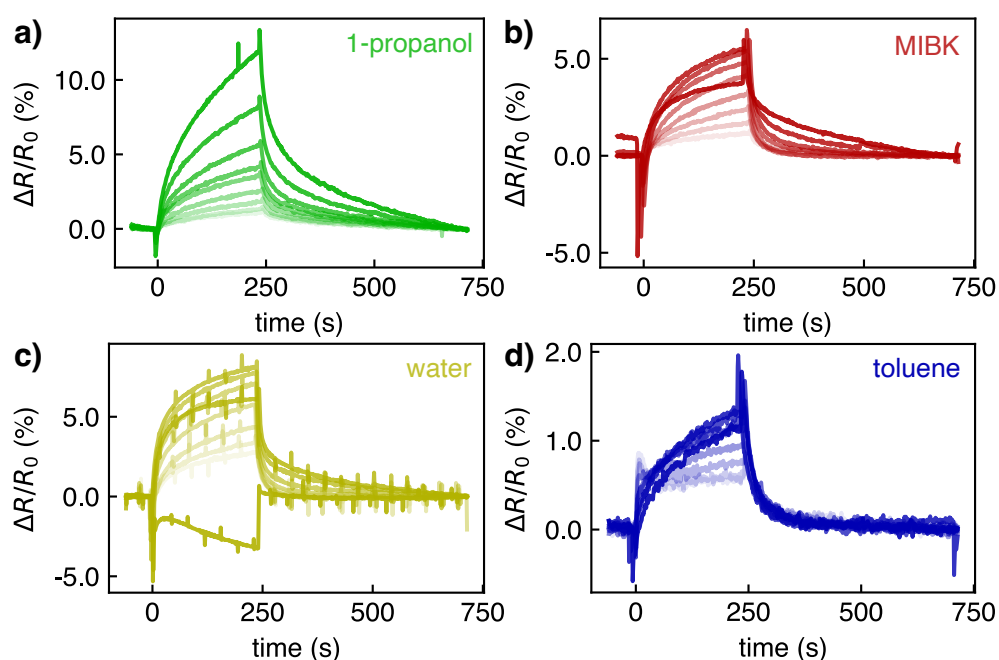 a)
1-propanol
10.0
5.0
0.0
ΔR/R₀ (%)
0
250
500
750
time (s)
b)
MIBK
5.0
0.0
-5.0
ΔR/R₀ (%)
0
250
500
750
time (s)
c)
water
5.0
0.0
-5.0
ΔR/R₀ (%)
0
250
500
750
time (s)
d)
toluene
2.0
1.0
0.0
ΔR/R₀ (%)
0
250
500
750
time (s)